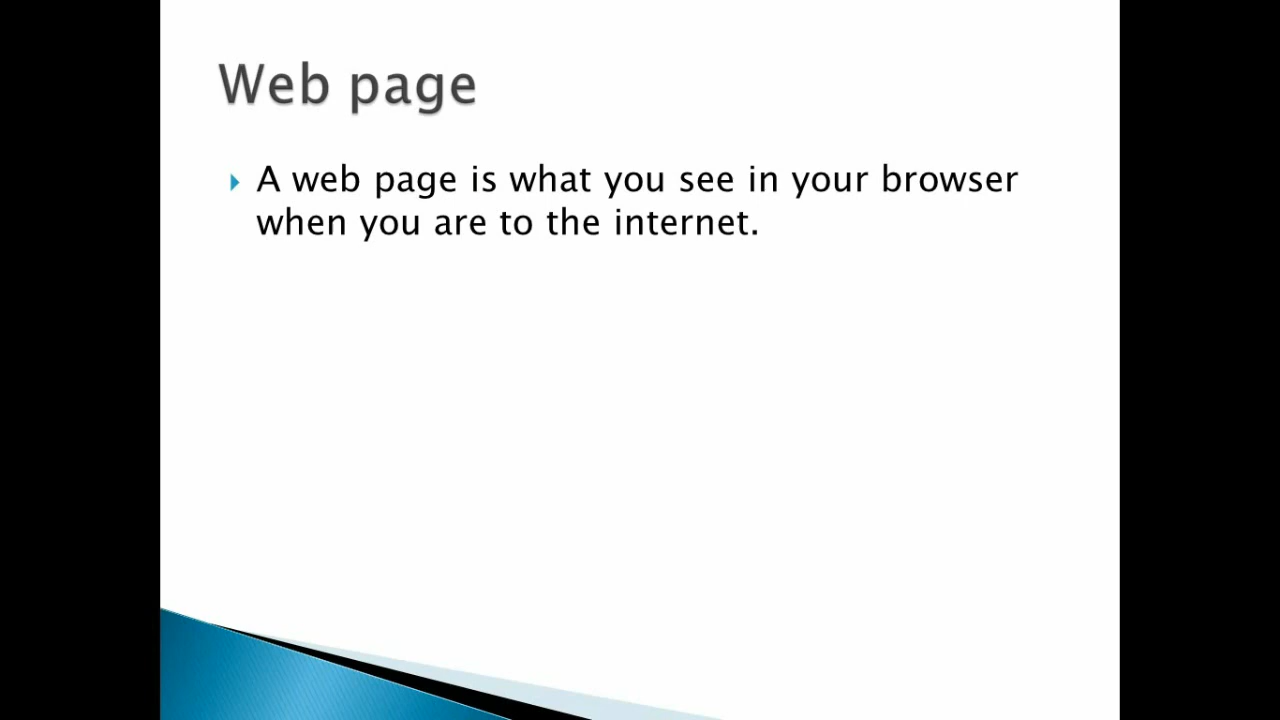 Web page
A web page is what you see in your browser
when you are to the internet.